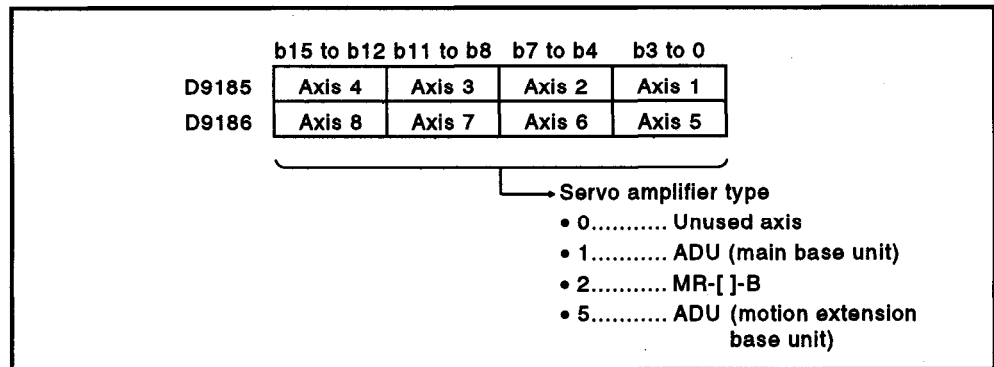 b15 to b12 b11 to b8 b7 to b4 b3 to 0
D9185 Axis 4 Axis 3 Axis 2 Axis 1
D9186 Axis 8 Axis 7 Axis 6 Axis 5
Servo amplifier type
• 0........... Unused axis
• 1........... ADU (main base unit)
• 2........... MR-[ ]-B
• 5........... ADU (motion extension
base unit)